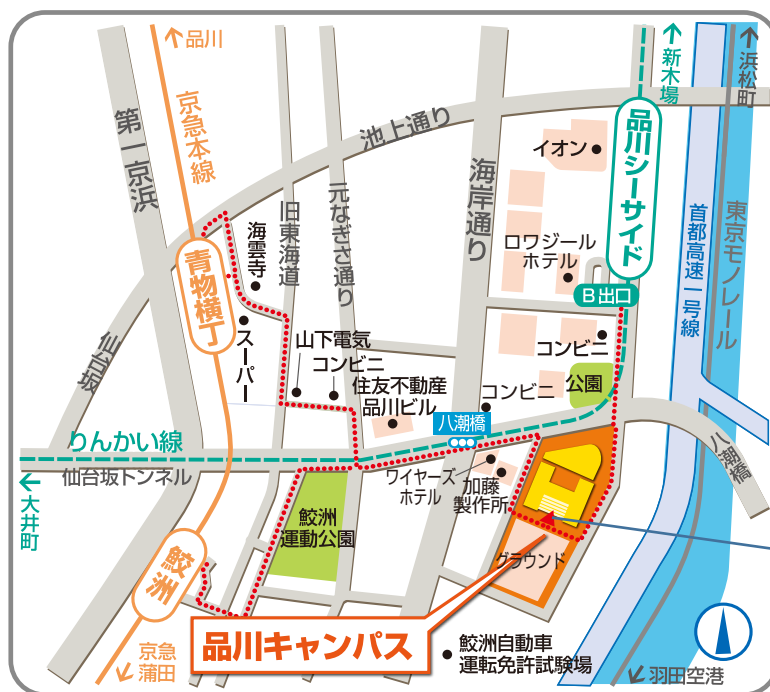 品川
京急本線
第一京浜
池上通り
海岸通り
イオン
品川シーサイド
新木場
浜松町
首都高速一号線
東京モノレール
ロワジール
ホテル
B出口
旧東海道
元なぎさ通り
海雲寺
青物横丁
スーパー
仙台坂
山下電気
コンビニ
住友不動産
品川ビル
コンビニ
コンビニ
公園
八潮橋
りんかい線
仙台坂トンネル
大井町
ワイヤーズ
ホテル
加藤
製作所
八潮橋
鮫洲
運動公園
グラウンド
鮫洲
品川キャンパス
京急
蒲田
鮫洲自動車
運転免許試験場
羽田空港